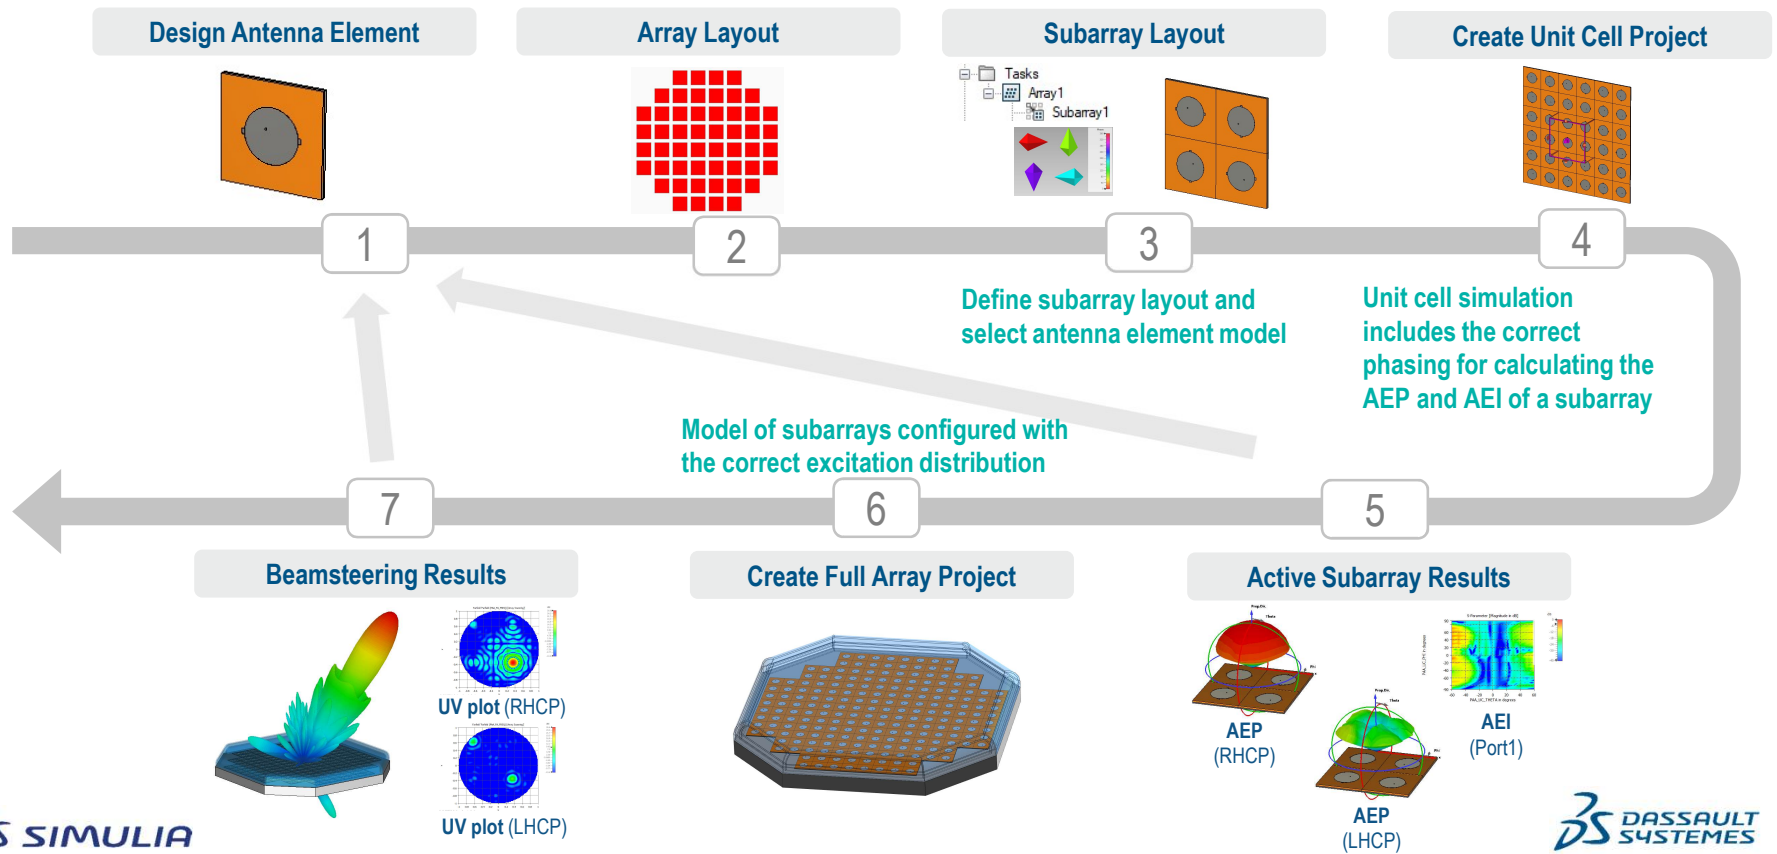 Design Antenna Element
Array Layout
Subarray Layout
Create Unit Cell Project
Tasks
Array1
Subarray1
1
2
3
4
Define subarray layout and
select antenna element model
Unit cell simulation
includes the correct
phasing for calculating the
AEP and AEI of a subarray
Model of subarrays configured with
the correct excitation distribution
7
6
5
Beamsteering Results
Create Full Array Project
Active Subarray Results
UV plot (RHCP)
UV plot (LHCP)
AEP
(RHCP)
AEP
(LHCP)
S-Parameter [Magnitude in dB]
AEI
(Port1)
SIMULIA
DASSAULT
SYSTEMES